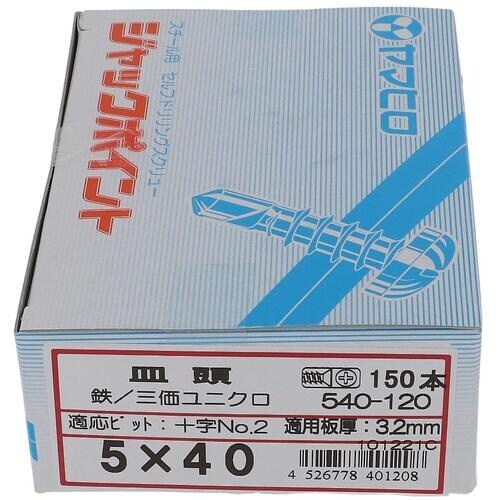 スチール用 セルフドリリングスクリュー
ジャックポイント
ヤマヒロ
皿頭
150本
鉄/三価ユニクロ
540-120
適応ビット:十字No.2
適用板厚:3.2mm
101221C
5×40
4 526778 401208